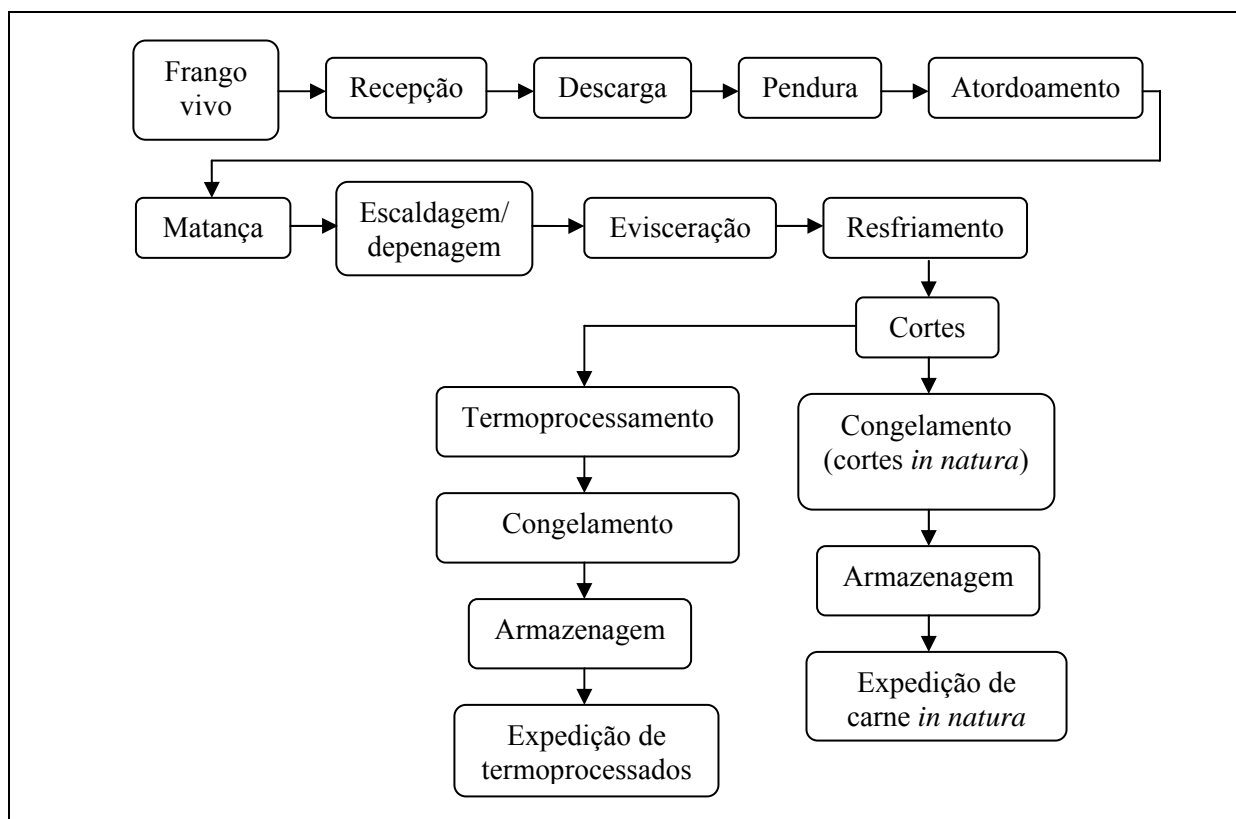 Frango
vivo
Recepção
Descarga
Pendura
Atordoamento
Matança
Escaldagem/
depenagem
Evisceração
Resfriamento
Cortes
Termoprocessamento
Congelamento
Armazenagem
Expedição de
termoprocessados
Congelamento
(cortes in natura)
Armazenagem
Expedição de
carne in natura